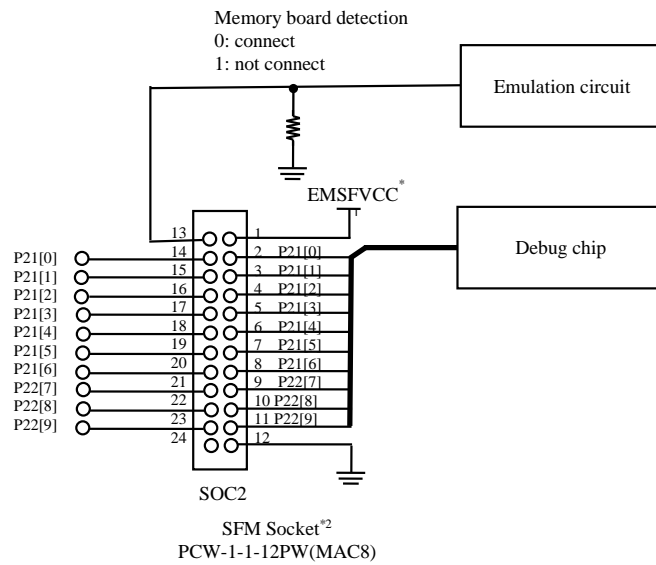 Memory board detection
0: connect
1: not connect
Emulation circuit
EMSFVCC*
Debug chip
13 1
P21[0] 14 2 P21[0]
P21[1] 15 3 P21[1]
P21[2] 16 4 P21[2]
P21[3] 17 5 P21[3]
P21[4] 18 6 P21[4]
P21[5] 19 7 P21[5]
P21[6] 20 8 P21[6]
P22[7] 21 9 P22[7]
P22[8] 22 10 P22[8]
P22[9] 23 11 P22[9]
24 12
SOC2
SFM Socket*2
PCW-1-1-12PW(MAC8)